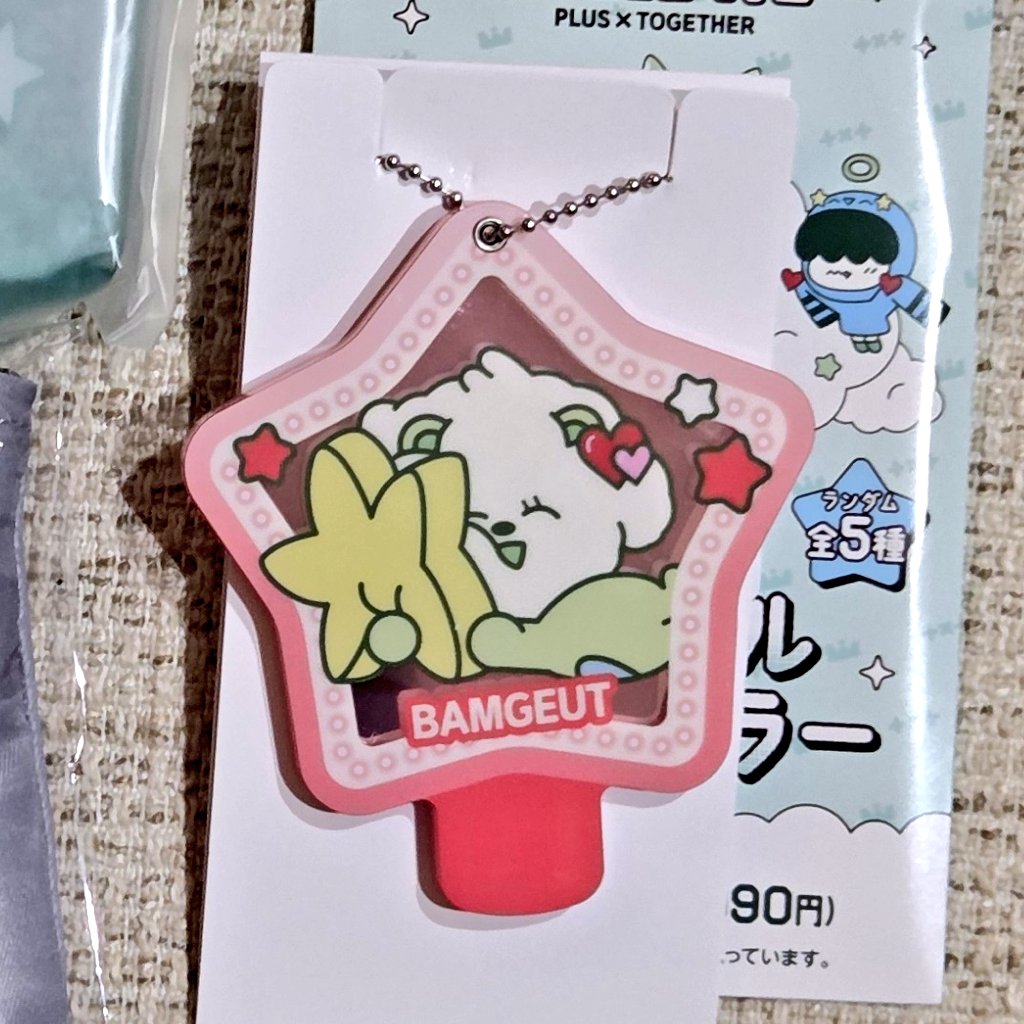 PLUS × TOGETHER
ランダム
全5種
BAMGEUT
ル
ラー
90円)
っています。